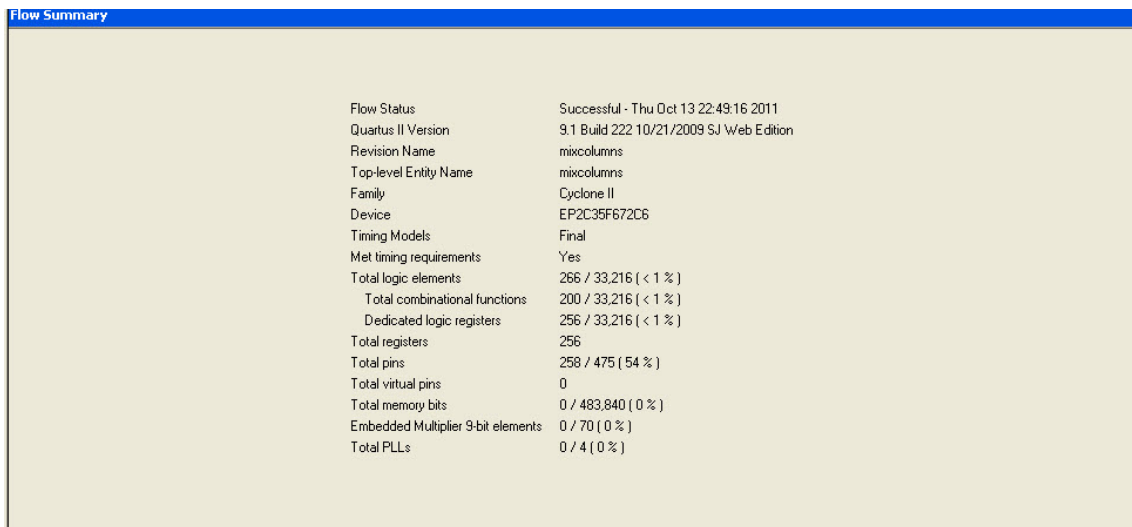 Flow Summary
Flow Status Successful - Thu Oct 13 22:49:16 2011
Quartus II Version 9.1 Build 222 10/21/2009 SJ Web Edition
Revision Name mixcolumns
Top-level Entity Name mixcolumns
Family Cyclone II
Device EP2C35F672C6
Timing Models Final
Met timing requirements Yes
Total logic elements 266 / 33,216 ( < 1 % )
Total combinational functions 200 / 33,216 ( < 1 % )
Dedicated logic registers 256 / 33,216 ( < 1 % )
Total registers 256
Total pins 258 / 475 ( 54 % )
Total virtual pins 0
Total memory bits 0 / 483,840 ( 0 % )
Embedded Multiplier 9-bit elements 0 / 70 ( 0 % )
Total PLLs 0 / 4 ( 0 % )